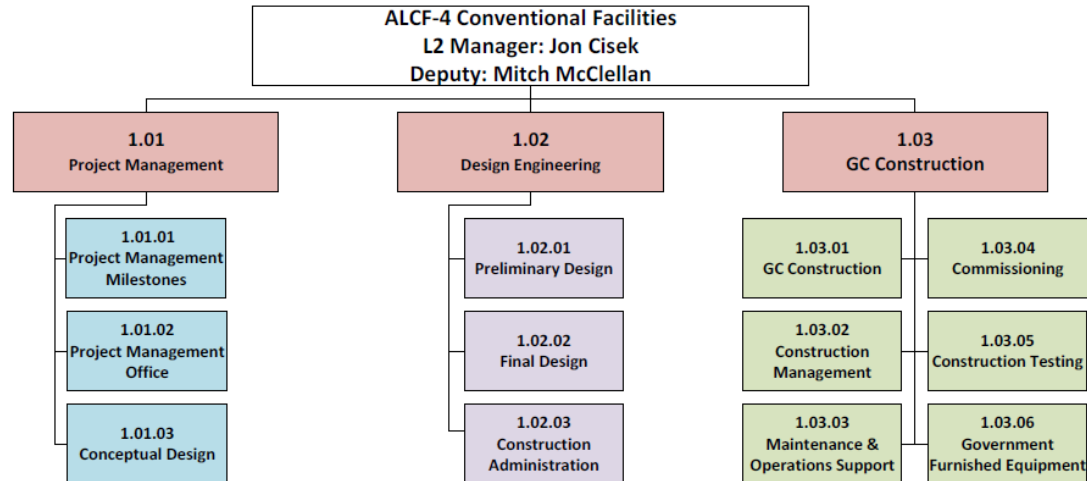 ALCF-4 Conventional Facilities
L2 Manager: Jon Cisek
Deputy: Mitch McClellan
1.01
Project Management
1.01.01
Project Management
Milestones
1.01.02
Project Management
Office
1.01.03
Conceptual Design
1.02
Design Engineering
1.02.01
Preliminary Design
1.02.02
Final Design
1.02.03
Construction
Administration
1.03
GC Construction
1.03.01
GC Construction
1.03.02
Construction
Management
1.03.03
Maintenance &
Operations Support
1.03.04
Commissioning
1.03.05
Construction Testing
1.03.06
Government
Furnished Equipment